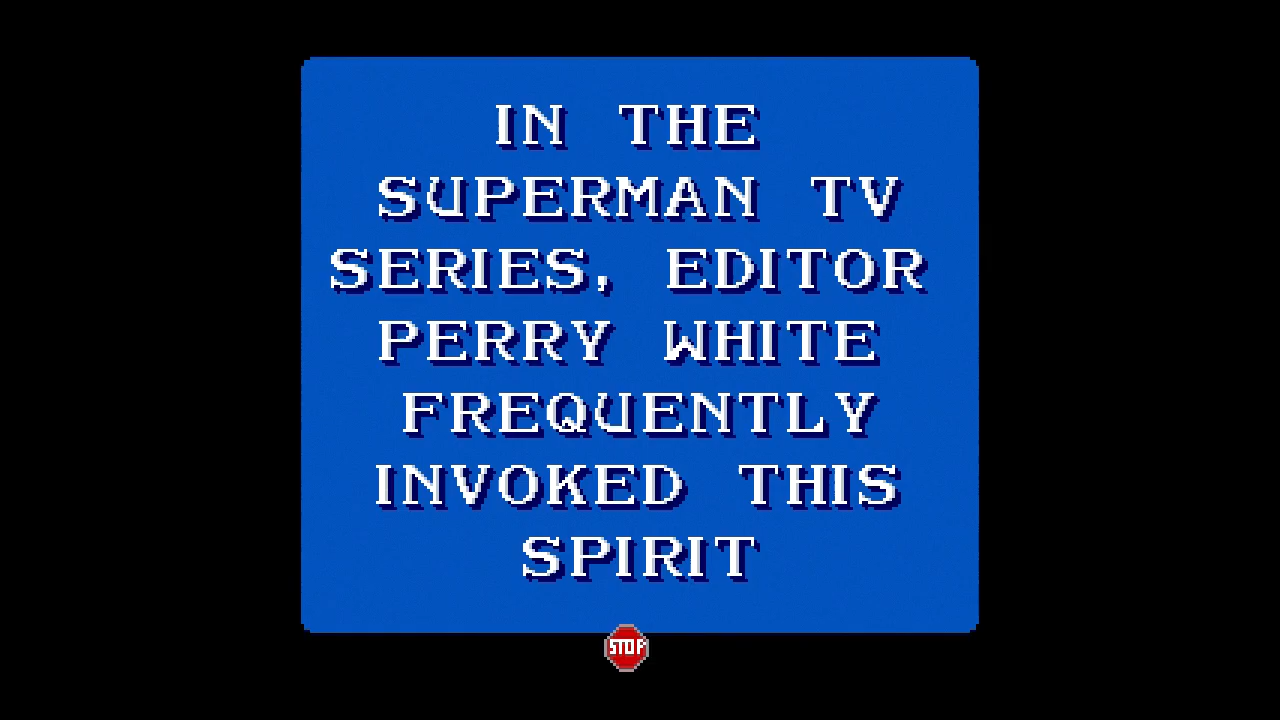 IN THE
SUPERMAN TV
SERIES, EDITOR
PERRY WHITE
FREQUENTLY
INVOKED THIS
SPIRIT
STOP